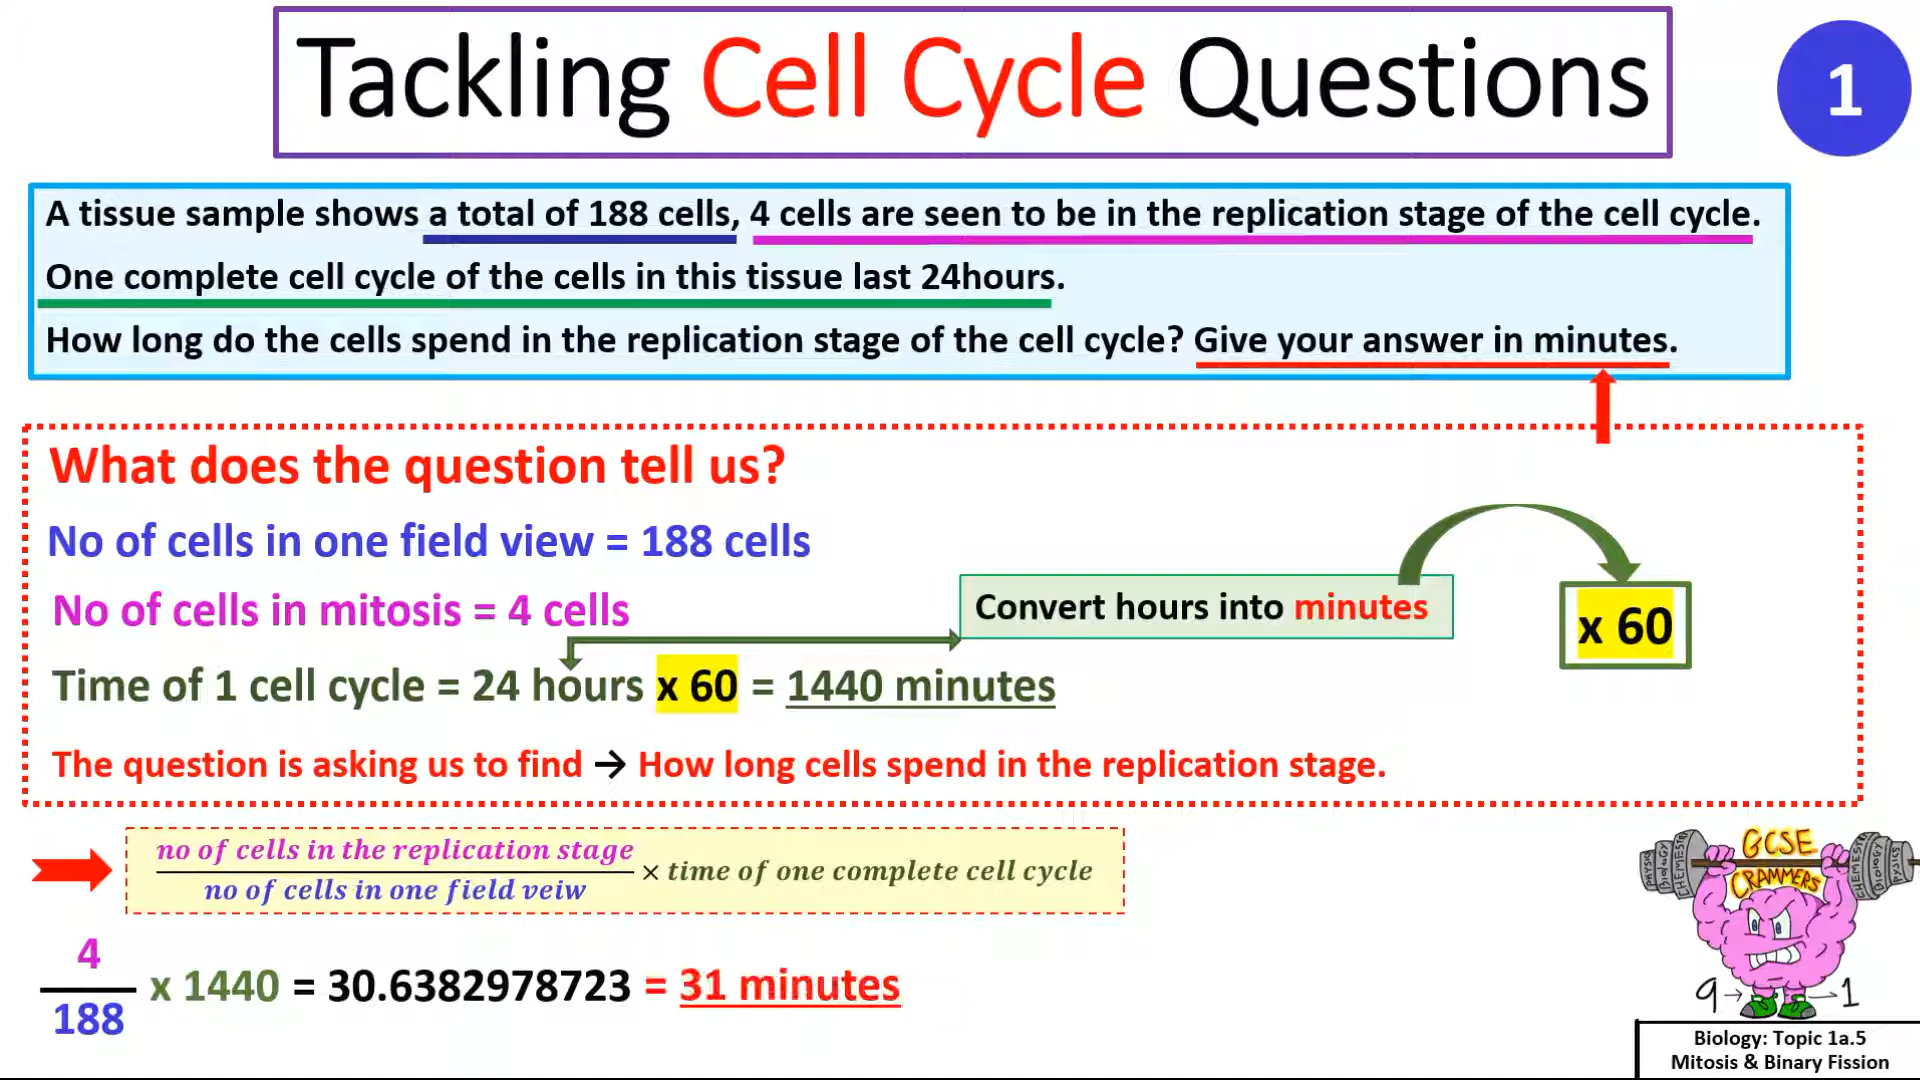 Tackling Cell Cycle Questions
1
A tissue sample shows a total of 188 cells, 4 cells are seen to be in the replication stage of the cell cycle.
One complete cell cycle of the cells in this tissue last 24hours.
How long do the cells spend in the replication stage of the cell cycle? Give your answer in minutes.
What does the question tell us?
No of cells in one field view = 188 cells
No of cells in mitosis = 4 cells
Convert hours into minutes
x 60
Time of 1 cell cycle = 24 hours x 60 = 1440 minutes
The question is asking us to find → How long cells spend in the replication stage.
no of cells in the replication stage
no of cells in one field veiw
× time of one complete cell cycle
4
188
x 1440 = 30.6382978723 = 31 minutes
GCSE
CRAMMERS
BIOLOGY
CHEMISTRY
9→
→1
Biology: Topic 1a.5
Mitosis & Binary Fission